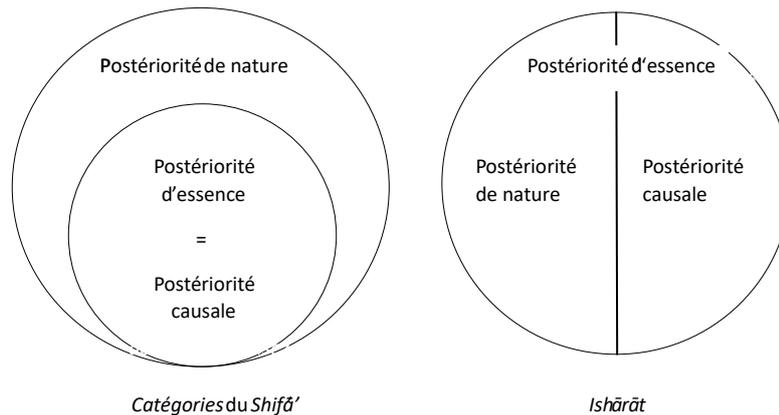 Postériorité de nature
Postériorité
d'essence
=
Postériorité
causale
Catégories du Shifā'
Postériorité d'essence
Postériorité
de nature
Postériorité
causale
Ishārāt